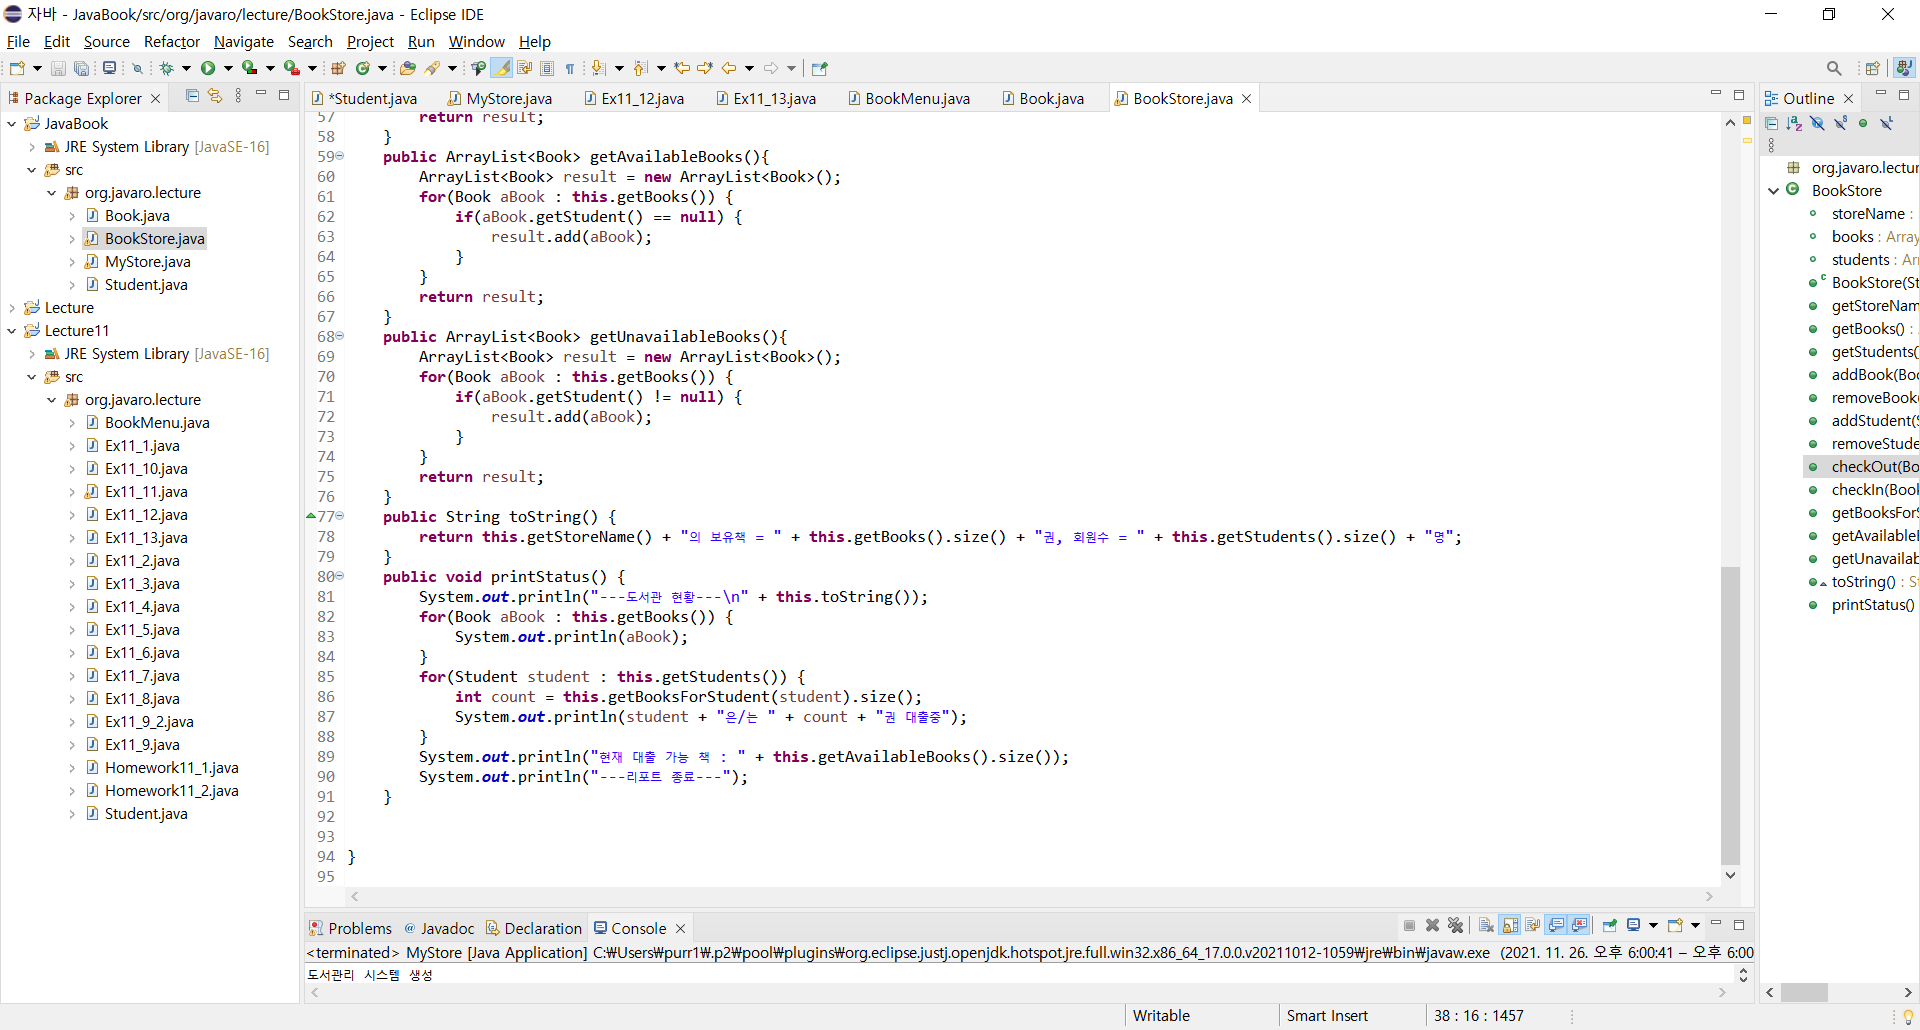 자바 - JavaBook/src/org/javaro/lecture/BookStore.java - Eclipse IDE
File Edit Source Refactor Navigate Search Project Run Window Help
Package Explorer
*Student.java MyStore.java Ex11_12.java Ex11_13.java BookMenu.java Book.java BookStore.java
Outline
JavaBook
JRE System Library [JavaSE-16]
src
org.javaro.lecture
Book.java
BookStore.java
MyStore.java
Student.java
Lecture
Lecture11
JRE System Library [JavaSE-16]
src
org.javaro.lecture
BookMenu.java
Ex11_1.java
Ex11_10.java
Ex11_11.java
Ex11_12.java
Ex11_13.java
Ex11_2.java
Ex11_3.java
Ex11_4.java
Ex11_5.java
Ex11_6.java
Ex11_7.java
Ex11_8.java
Ex11_9_2.java
Ex11_9.java
Homework11_1.java
Homework11_2.java
Student.java
57 return result;
58 }
59 public ArrayList<Book> getAvailableBooks(){
60 ArrayList<Book> result = new ArrayList<Book>();
61 for(Book aBook : this.getBooks()) {
62 if(aBook.getStudent() == null) {
63 result.add(aBook);
64 }
65 }
66 return result;
67 }
68 public ArrayList<Book> getUnavailableBooks(){
69 ArrayList<Book> result = new ArrayList<Book>();
70 for(Book aBook : this.getBooks()) {
71 if(aBook.getStudent() != null) {
72 result.add(aBook);
73 }
74 }
75 return result;
76 }
77 public String toString() {
78 return this.getStoreName() + "의 보유책 = " + this.getBooks().size() + "권, 회원수 = " + this.getStudents().size() + "명";
79 }
80 public void printStatus() {
81 System.out.println("---도서관 현황---\n" + this.toString());
82 for(Book aBook : this.getBooks()) {
83 System.out.println(aBook);
84 }
85 for(Student student : this.getStudents()) {
86 int count = this.getBooksForStudent(student).size();
87 System.out.println(student + "은/는 " + count + "권 대출중");
88 }
89 System.out.println("현재 대출 가능 책 : " + this.getAvailableBooks().size());
90 System.out.println("---리포트 종료---");
91 }
92
93
94 }
95
org.javaro.lectur
BookStore
storeName :
books : Array
students : Arr
BookStore(St
getStoreNam
getBooks() :
getStudents()
addBook(Boo
removeBook(
addStudent(S
removeStude
checkOut(Bo
checkIn(Book
getBooksForS
getAvailablel
getUnavailab
toString() : St
printStatus()
Problems @ Javadoc Declaration Console
<terminated> MyStore [Java Application] C:₩Users₩purr1₩.p2₩pool₩plugins₩org.eclipse.justj.openjdk.hotspot.jre.full.win32.x86_64_17.0.0.v20211012-1059₩jre₩bin₩javaw.exe (2021. 11. 26. 오후 6:00:41 – 오후 6:00
도서관리 시스템 생성
Writable Smart Insert 38 : 16 : 1457